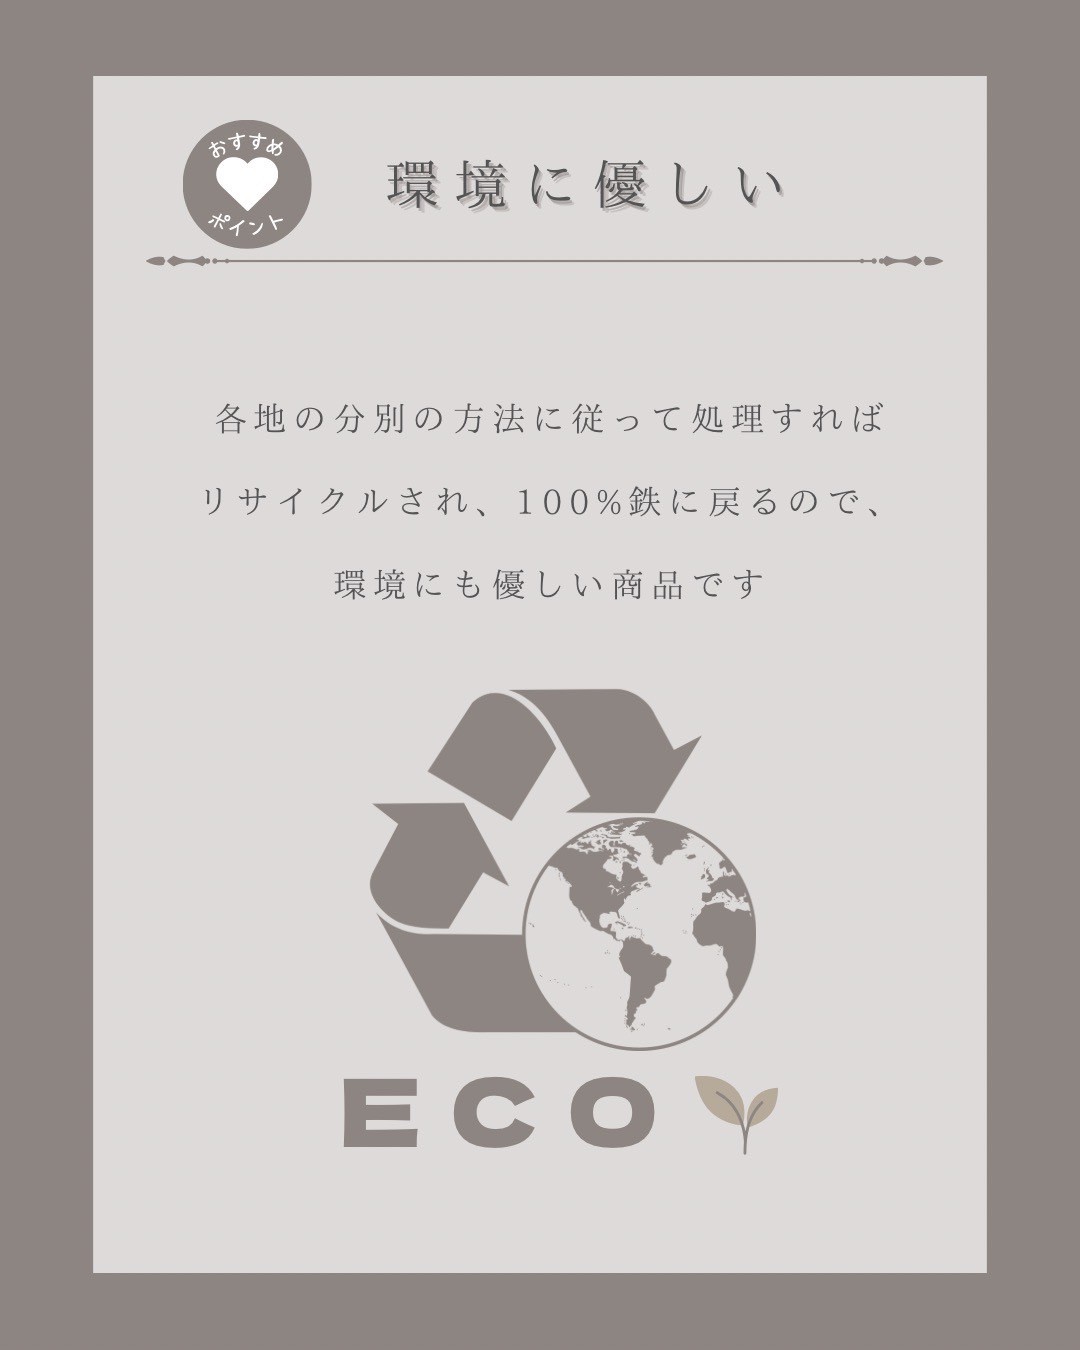 おすすめ
ポイント
環境に優しい
各地の分別の方法に従って処理すれば
リサイクルされ、100%鉄に戻るので、
環境にも優しい商品です
ECO